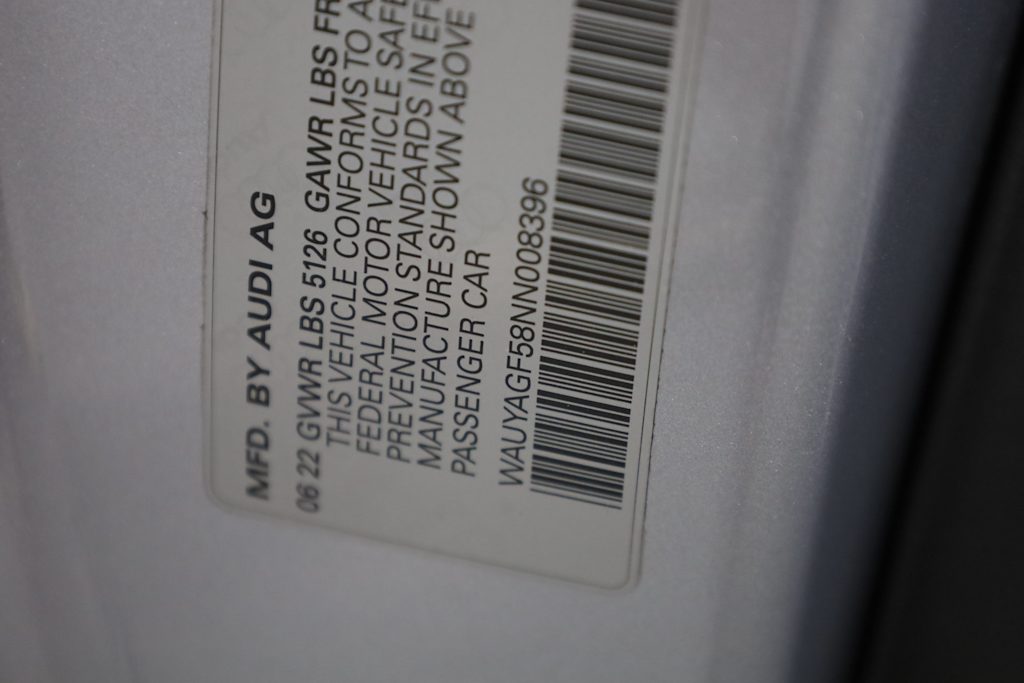 MFD. BY AUDI AG
06 22 GVWR LBS 5126 GAWR LBS FR
THIS VEHICLE CONFORMS TO A
FEDERAL MOTOR VEHICLE SAFE
PREVENTION STANDARDS IN EFF
MANUFACTURE SHOWN ABOVE
PASSENGER CAR
WAUYAGF58NN008396